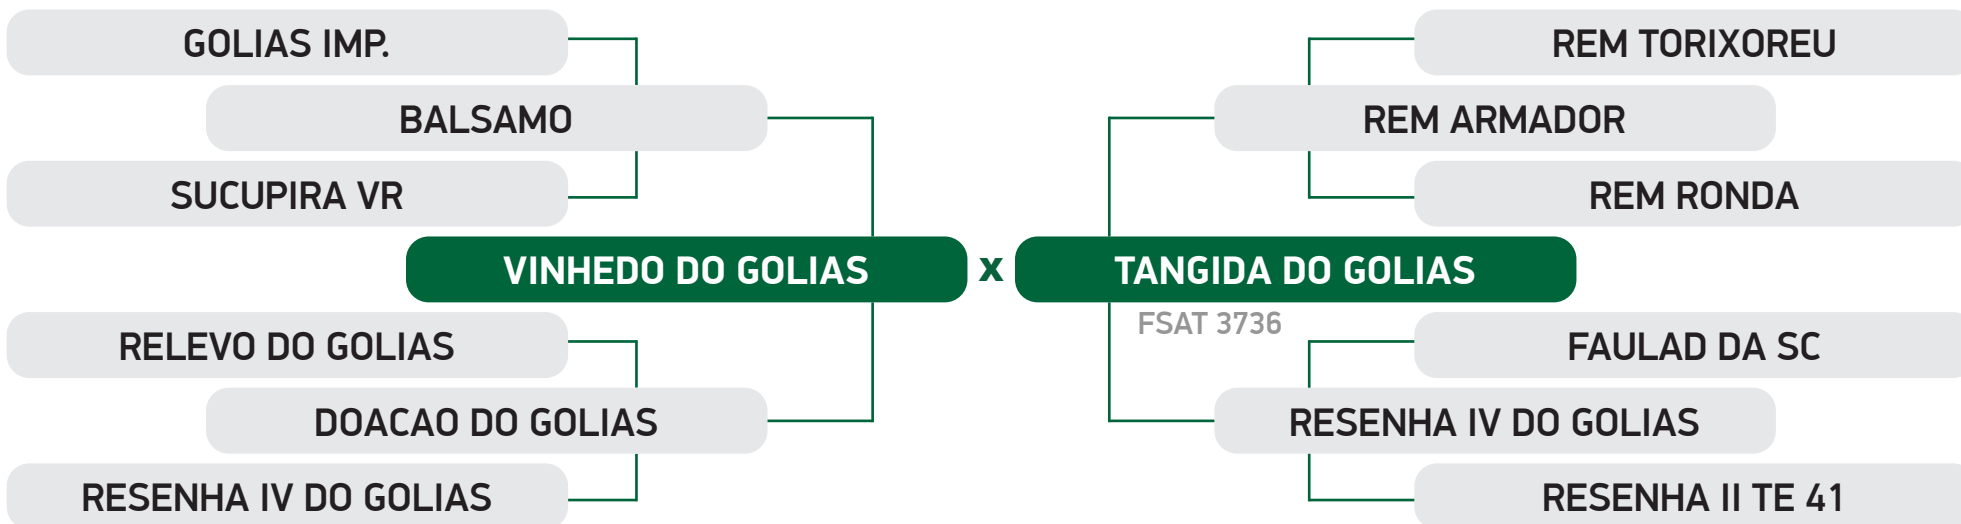 GOLIAS IMP.
REM TORIXOREU
BALSAMO
REM ARMADOR
SUCUPIRA VR
REM RONDA
VINHEDO DO GOLIAS x TANGIDA DO GOLIAS
FSAT 3736
RELEVO DO GOLIAS
FAULAD DA SC
DOACAO DO GOLIAS
RESENHA IV DO GOLIAS
RESENHA IV DO GOLIAS
RESENHA II TE 41